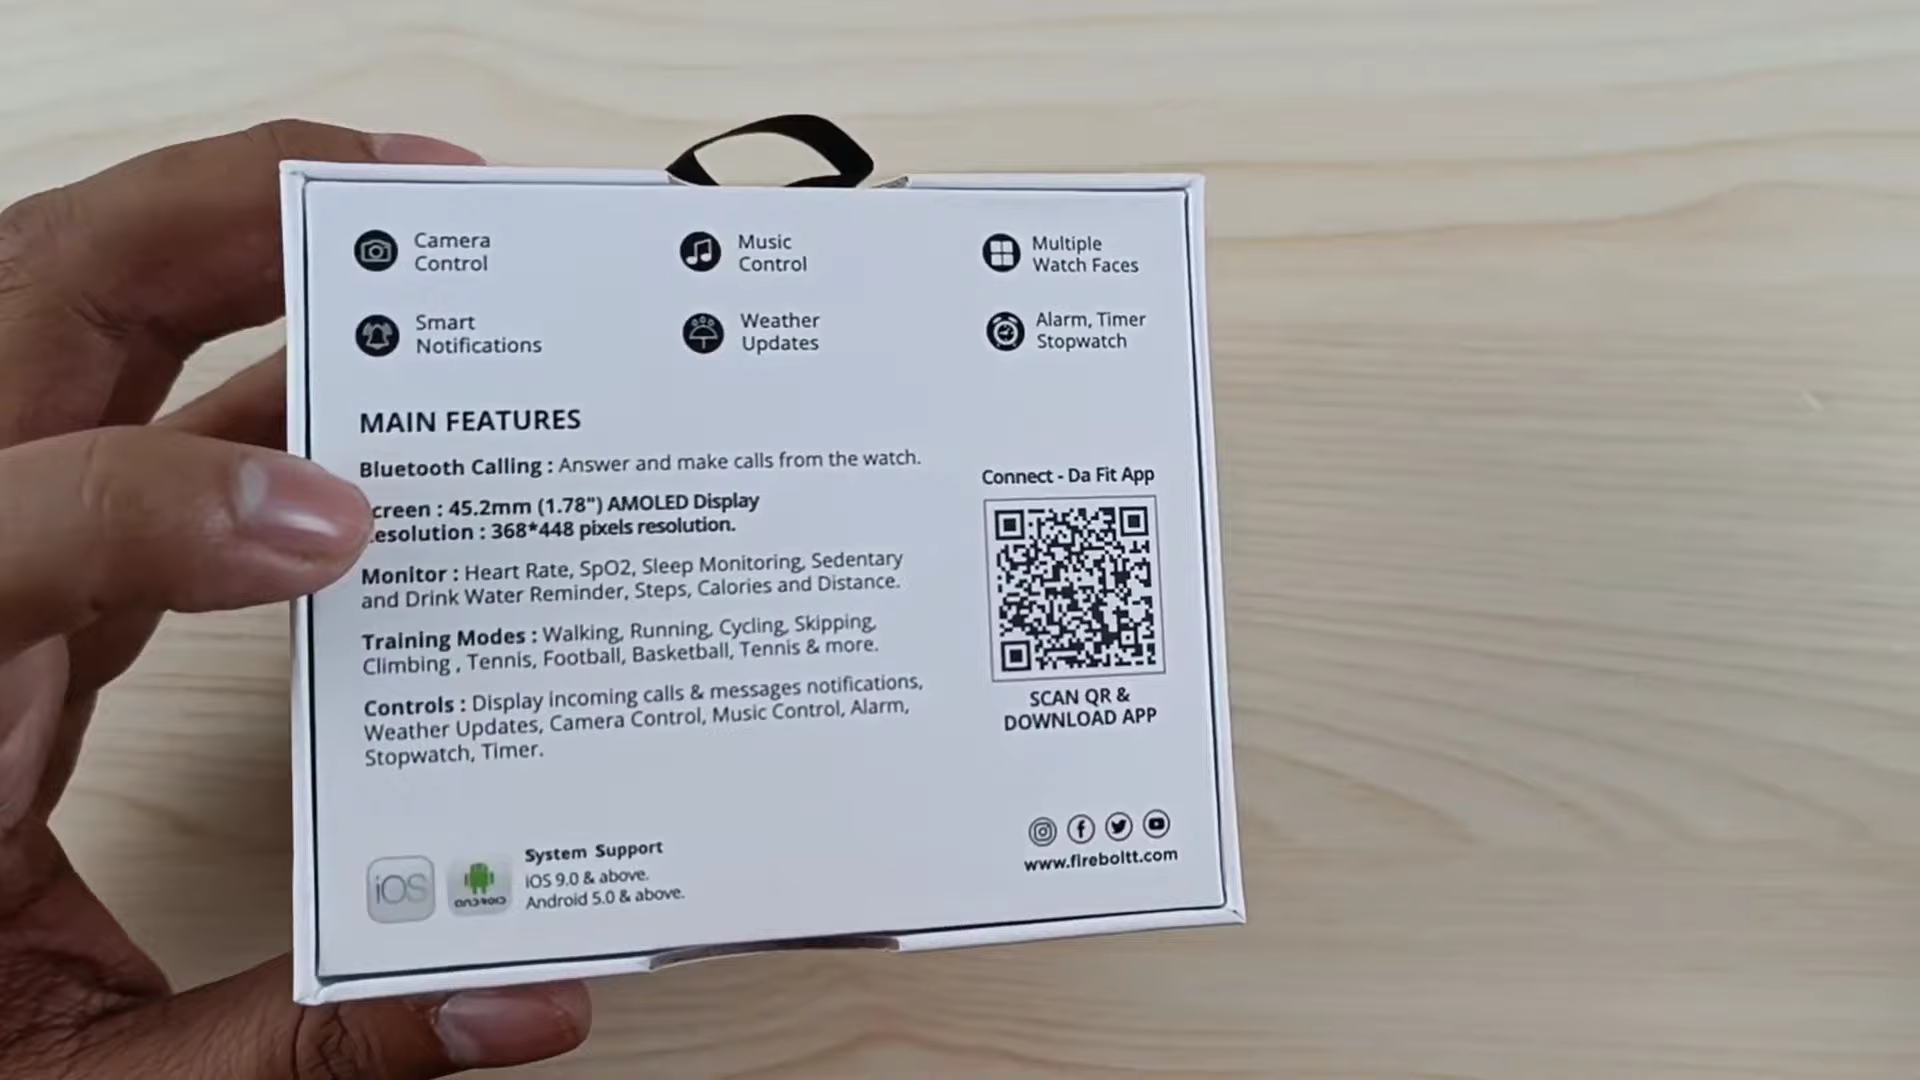 Camera
Control
Music
Control
Multiple
Watch Faces
Smart
Notifications
Weather
Updates
Alarm, Timer
Stopwatch
MAIN FEATURES
Bluetooth Calling : Answer and make calls from the watch.
creen : 45.2mm (1.78") AMOLED Display
esolution : 368*448 pixels resolution.
Monitor : Heart Rate, SpO2, Sleep Monitoring, Sedentary
and Drink Water Reminder, Steps, Calories and Distance.
Training Modes : Walking, Running, Cycling, Skipping,
Climbing , Tennis, Football, Basketball, Tennis & more.
Controls : Display incoming calls & messages notifications,
Weather Updates, Camera Control, Music Control, Alarm,
Stopwatch, Timer.
Connect - Da Fit App
SCAN QR &
DOWNLOAD APP
iOS
ANDROID
System Support
iOS 9.0 & above.
Android 5.0 & above.
www.fireboltt.com